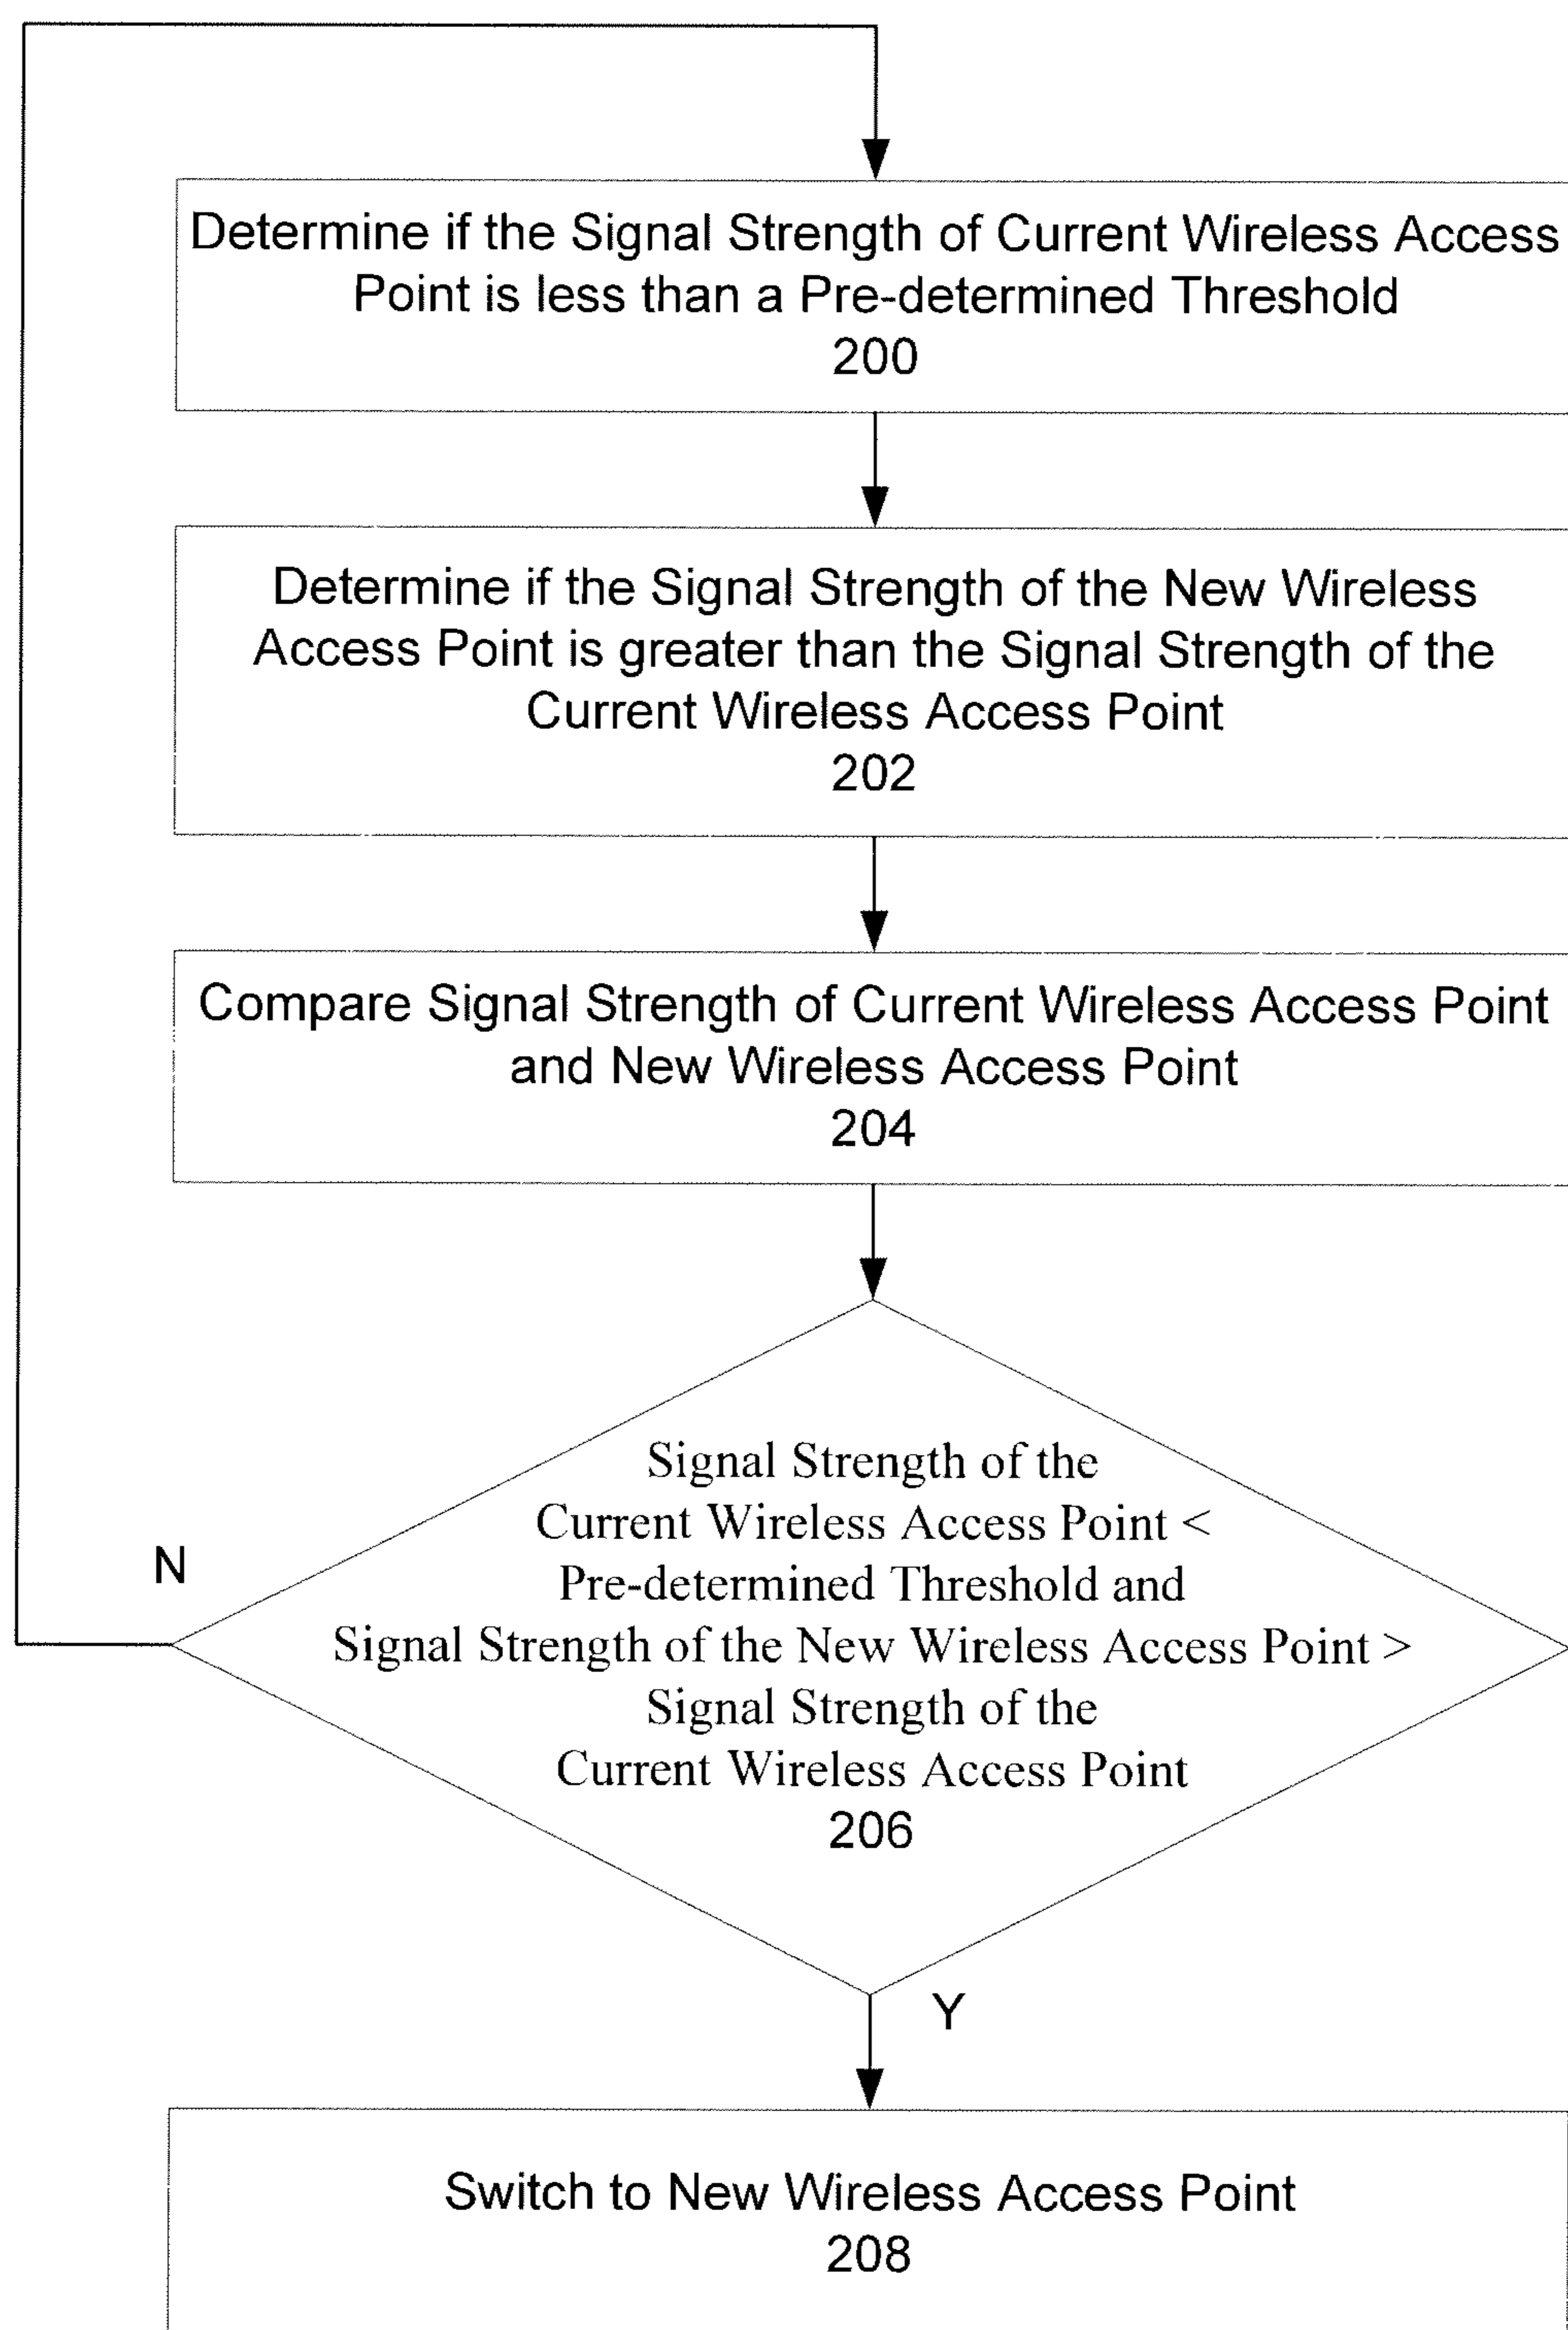 Determine if the Signal Strength of Current Wireless Access
Point is less than a Pre-determined Threshold
200
Determine if the Signal Strength of the New Wireless
Access Point is greater than the Signal Strength of the
Current Wireless Access Point
202
Compare Signal Strength of Current Wireless Access Point
and New Wireless Access Point
204
Signal Strength of the
Current Wireless Access Point <
Pre-determined Threshold and
Signal Strength of the New Wireless Access Point >
Signal Strength of the
Current Wireless Access Point
206
N
Y
Switch to New Wireless Access Point
208